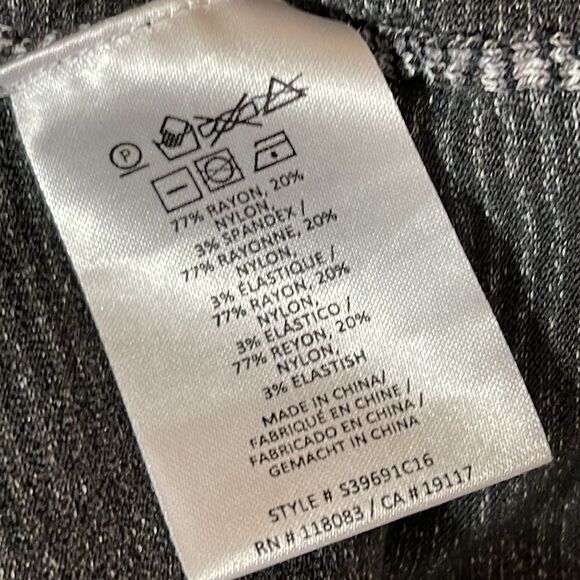 P
77% RAYON, 20%
NYLON,
3% SPANDEX /
77% RAYONNE, 20%
NYLON,
3% ÉLASTIQUE /
77% RAYON, 20%
NYLON,
3% ELÁSTICO /
77% REYON, 20%
NYLON,
3% ELASTISH
MADE IN CHINA/
FABRIQUÉ EN CHINE /
FABRICADO EN CHINA /
GEMACHT IN CHINA
STYLE # S39691C16
RN # 118083 / CA # 19117